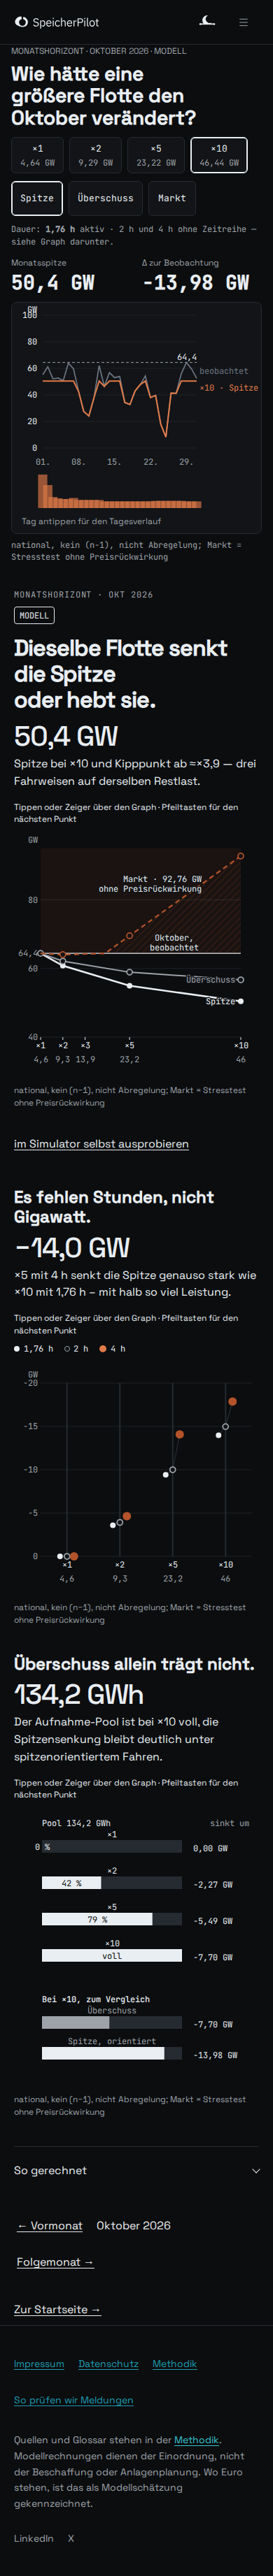 SpeicherPilot
MONATSHORIZONT · OKTOBER 2026 · MODELL
Wie hätte eine
größere Flotte den
Oktober verändert?
×1 ×2 ×5 ×10
4,64 GW 9,29 GW 23,22 GW 46,44 GW
Spitze Überschuss Markt
Dauer: 1,76 h aktiv · 2 h und 4 h ohne Zeitreihe —
siehe Graph darunter.
Monatsspitze Δ zur Beobachtung
50,4 GW −13,98 GW
GW
100
80
64,4
60
beobachtet
×10 · Spitze
40
20
0
01. 08. 15. 22. 29.
Tag antippen für den Tagesverlauf
national, kein (n-1), nicht Abregelung; Markt =
Stresstest ohne Preisrückwirkung
MONATSHORIZONT · OKT 2026
MODELL
Dieselbe Flotte senkt
die Spitze
oder hebt sie.
50,4 GW
Spitze bei ×10 und Kipppunkt ab ≈×3,9 — drei
Fahrweisen auf derselben Restlast.
Tippen oder Zeiger über den Graph · Pfeiltasten für den
nächsten Punkt
GW
Markt · 92,76 GW
ohne Preisrückwirkung
80
Oktober,
beobachtet
64,4
60
Überschuss
Spitze
40
×1 ×2 ×3 ×5 ×10
4,6 9,3 13,9 23,2 46
national, kein (n−1), nicht Abregelung; Markt = Stresstest
ohne Preisrückwirkung
im Simulator selbst ausprobieren
Es fehlen Stunden, nicht
Gigawatt.
−14,0 GW
×5 mit 4 h senkt die Spitze genauso stark wie
×10 mit 1,76 h – mit halb so viel Leistung.
Tippen oder Zeiger über den Graph · Pfeiltasten für den
nächsten Punkt
1,76 h 2 h 4 h
GW
−20
−15
−10
−5
0
×1 ×2 ×5 ×10
4,6 9,3 23,2 46
national, kein (n−1), nicht Abregelung; Markt = Stresstest
ohne Preisrückwirkung
Überschuss allein trägt nicht.
134,2 GWh
Der Aufnahme-Pool ist bei ×10 voll, die
Spitzensenkung bleibt deutlich unter
spitzenorientiertem Fahren.
Tippen oder Zeiger über den Graph · Pfeiltasten für den
nächsten Punkt
Pool 134,2 GWh sinkt um
×1
0 % 0,00 GW
×2
42 % −2,27 GW
×5
79 % −5,49 GW
×10
voll −7,70 GW
Bei ×10, zum Vergleich
Überschuss
−7,70 GW
Spitze, orientiert
−13,98 GW
national, kein (n−1), nicht Abregelung; Markt = Stresstest
ohne Preisrückwirkung
So gerechnet
← Vormonat Oktober 2026
Folgemonat →
Zur Startseite →
Impressum Datenschutz Methodik
So prüfen wir Meldungen
Quellen und Glossar stehen in der Methodik.
Modellrechnungen dienen der Einordnung, nicht
der Beschaffung oder Anlagenplanung. Wo Euro
stehen, ist das als Modellschätzung
gekennzeichnet.
LinkedIn X